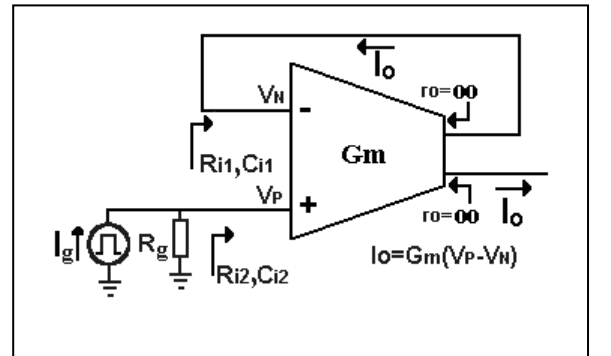 Io
VN
ro=00
-
Gm
Ri1,Ci1
VP
+
ro=00
Io
Ig
Rg
Ri2,Ci2
Io=Gm(VP-VN)